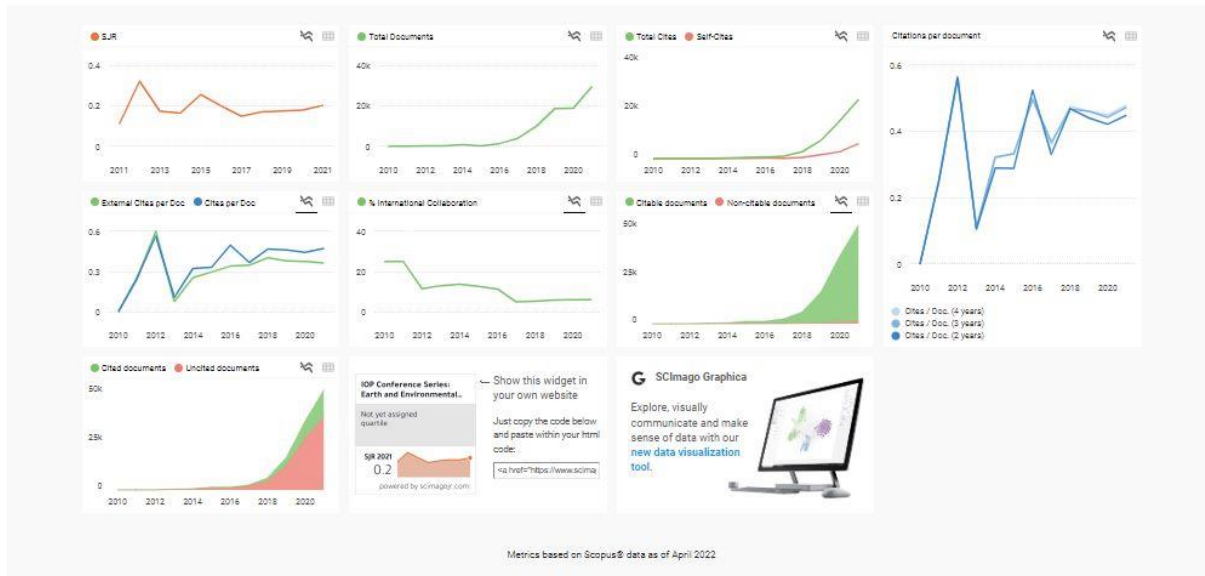 SJR
0.4
0.2
0
2011 2013 2015 2017 2019 2021
Total Documents
40k
20k
0
2010 2012 2014 2016 2018 2020
Total Cites Self-Cites
40k
20k
0
2010 2012 2014 2016 2018 2020
Citations per document
0.6
0.4
0.2
0
2010 2012 2014 2016 2018 2020
Cites / Doc. (4 years)
Cites / Doc. (3 years)
Cites / Doc. (2 years)
External Cites per Doc Cites per Doc
0.6
0.3
0
2010 2012 2014 2016 2018 2020
% International Collaboration
40
20
0
2010 2012 2014 2016 2018 2020
Citable documents Non-citable documents
50k
25k
0
2010 2012 2014 2016 2018 2020
Cited documents Uncited documents
50k
25k
0
2010 2012 2014 2016 2018 2020
IOP Conference Series:
Earth and Environmental..
Not yet assigned
quartile
SJR 2021
0.2
powered by scimagojr.com
Show this widget in
your own website
Just copy the code below
and paste within your html
code:
<a href="https://www.scimag
G SCImago Graphica
Explore, visually
communicate and make
sense of data with our
new data visualization
tool.
Metrics based on Scopus® data as of April 2022